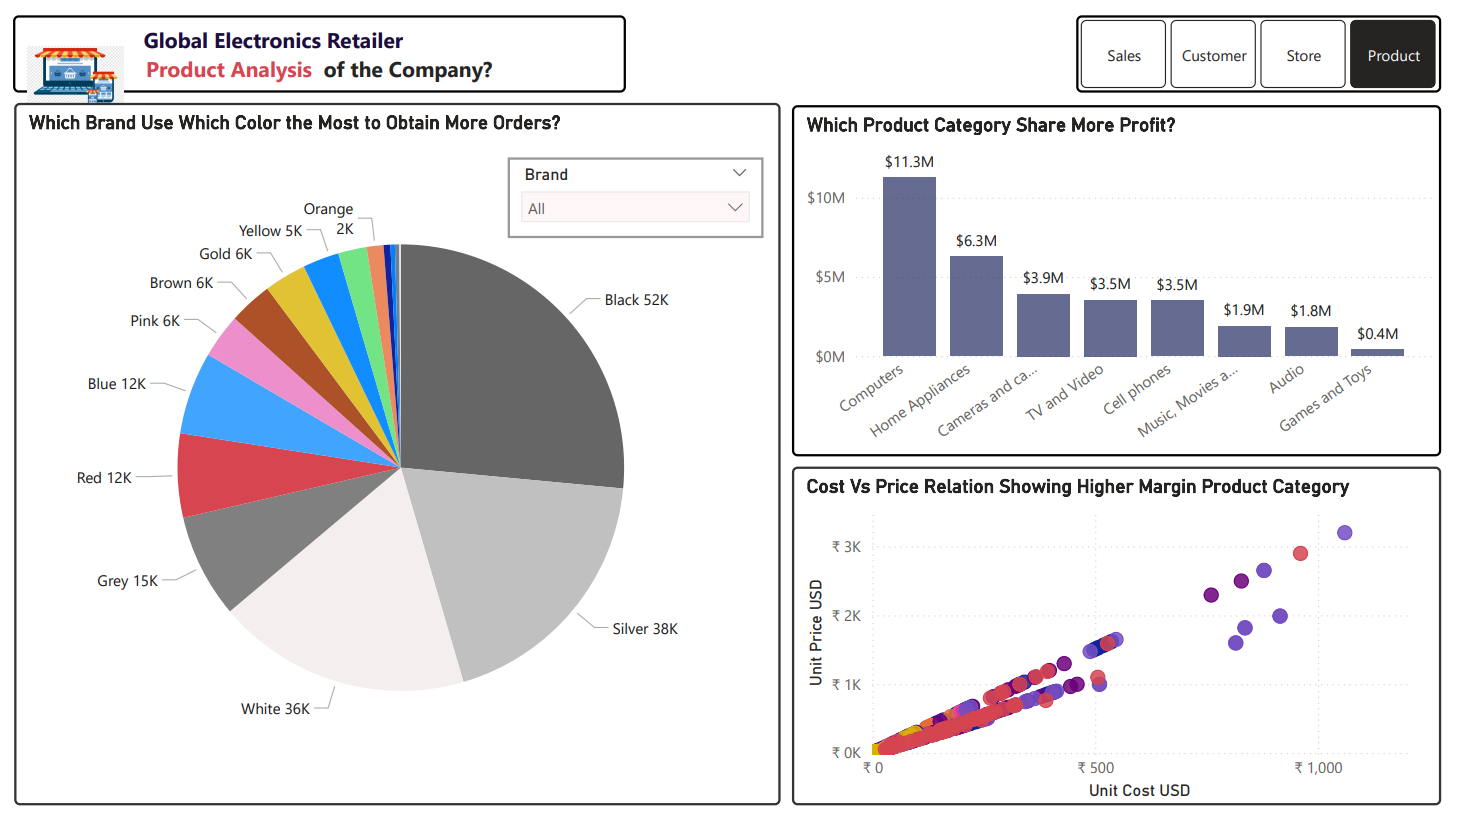 Global Electronics Retailer
Product Analysis of the Company?
Sales
Customer
Store
Product
Which Brand Use Which Color the Most to Obtain More Orders?
Brand
All
Orange
2K
Yellow 5K
Gold 6K
Brown 6K
Pink 6K
Blue 12K
Red 12K
Grey 15K
White 36K
Silver 38K
Black 52K
Which Product Category Share More Profit?
$10M
$5M
$0M
$11.3M
$6.3M
$3.9M
$3.5M
$3.5M
$1.9M
$1.8M
$0.4M
Computers
Home Appliances
Cameras and ca...
TV and Video
Cell phones
Music, Movies a...
Audio
Games and Toys
Cost Vs Price Relation Showing Higher Margin Product Category
Unit Price USD
₹ 3K
₹ 2K
₹ 1K
₹ 0K
₹ 0
₹ 500
₹ 1,000
Unit Cost USD